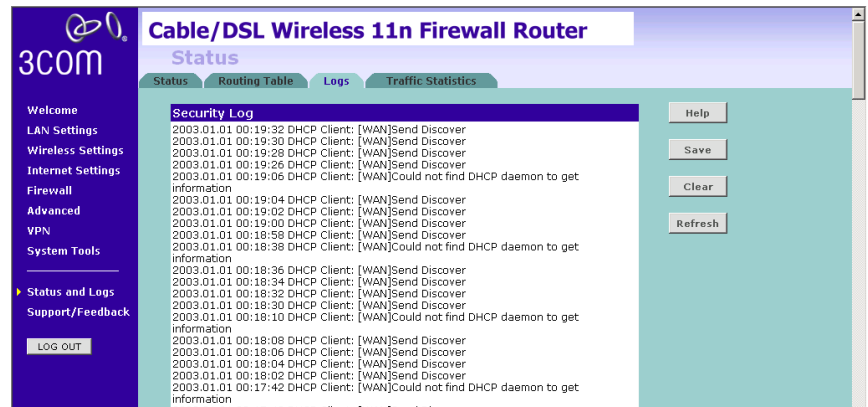 Cable/DSL Wireless 11n Firewall Router
3COM
Status
Status Routing Table Logs Traffic Statistics
Welcome
LAN Settings
Wireless Settings
Internet Settings
Firewall
Advanced
VPN
System Tools
Status and Logs
Support/Feedback
LOG OUT
Security Log
2003.01.01 00:19:32 DHCP Client: [WAN]Send Discover
2003.01.01 00:19:30 DHCP Client: [WAN]Send Discover
2003.01.01 00:19:28 DHCP Client: [WAN]Send Discover
2003.01.01 00:19:26 DHCP Client: [WAN]Send Discover
2003.01.01 00:19:06 DHCP Client: [WAN]Could not find DHCP daemon to get
information
2003.01.01 00:19:04 DHCP Client: [WAN]Send Discover
2003.01.01 00:19:02 DHCP Client: [WAN]Send Discover
2003.01.01 00:19:00 DHCP Client: [WAN]Send Discover
2003.01.01 00:18:58 DHCP Client: [WAN]Send Discover
2003.01.01 00:18:38 DHCP Client: [WAN]Could not find DHCP daemon to get
information
2003.01.01 00:18:36 DHCP Client: [WAN]Send Discover
2003.01.01 00:18:34 DHCP Client: [WAN]Send Discover
2003.01.01 00:18:32 DHCP Client: [WAN]Send Discover
2003.01.01 00:18:30 DHCP Client: [WAN]Send Discover
2003.01.01 00:18:10 DHCP Client: [WAN]Could not find DHCP daemon to get
information
2003.01.01 00:18:08 DHCP Client: [WAN]Send Discover
2003.01.01 00:18:06 DHCP Client: [WAN]Send Discover
2003.01.01 00:18:04 DHCP Client: [WAN]Send Discover
2003.01.01 00:18:02 DHCP Client: [WAN]Send Discover
2003.01.01 00:17:42 DHCP Client: [WAN]Could not find DHCP daemon to get
information
Help
Save
Clear
Refresh